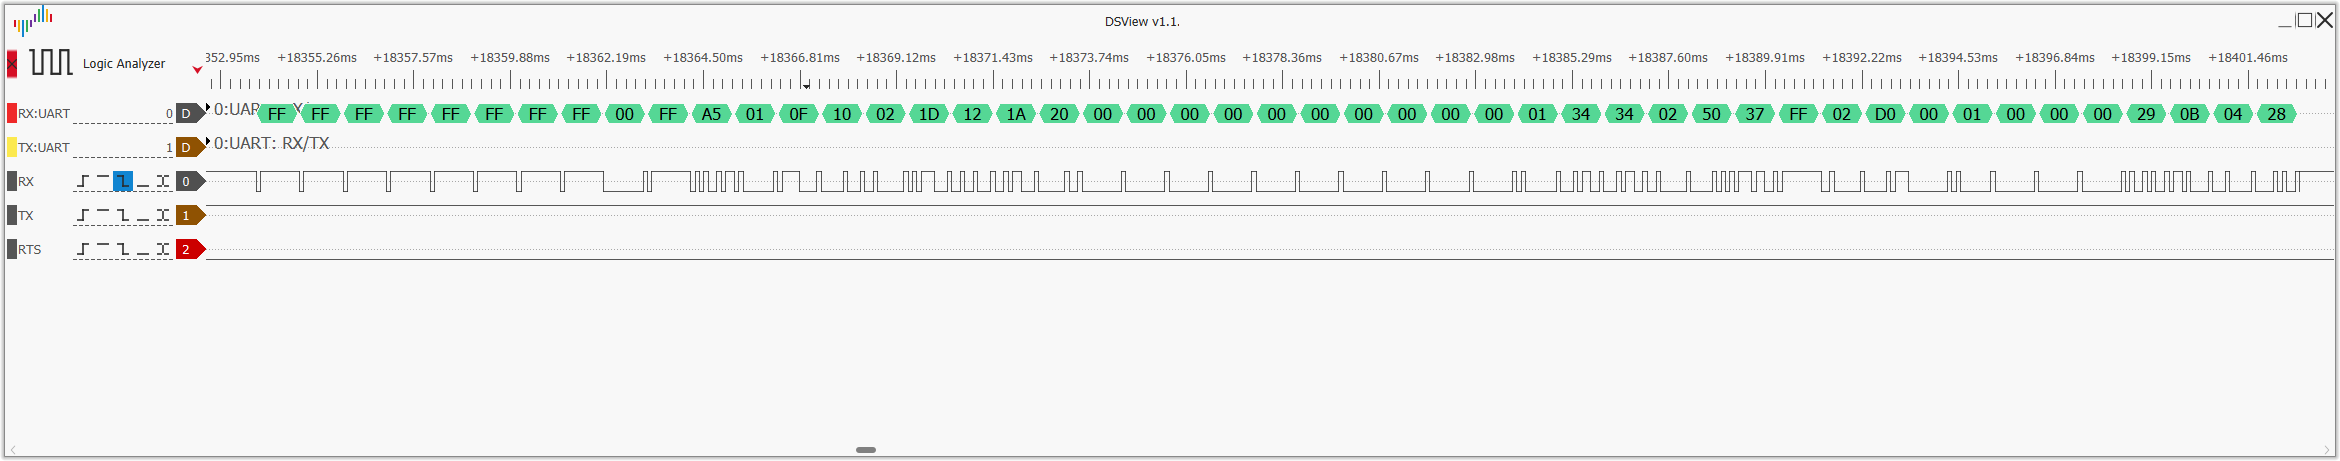 DSView v1.1.
Logic Analyzer
352.95ms +18355.26ms +18357.57ms +18359.88ms +18362.19ms +18364.50ms +18366.81ms +18369.12ms +18371.43ms +18373.74ms +18376.05ms +18378.36ms +18380.67ms +18382.98ms +18385.29ms +18387.60ms +18389.91ms +18392.22ms +18394.53ms +18396.84ms +18399.15ms +18401.46ms
RX:UART 0 D 0:UAR X FF FF FF FF FF FF FF FF 00 FF A5 01 0F 10 02 1D 12 1A 20 00 00 00 00 00 00 00 00 00 00 01 34 34 02 50 37 FF 02 D0 00 01 00 00 00 29 0B 04 28
TX:UART 1 D 0:UART: RX/TX
RX 0
TX 1
RTS 2